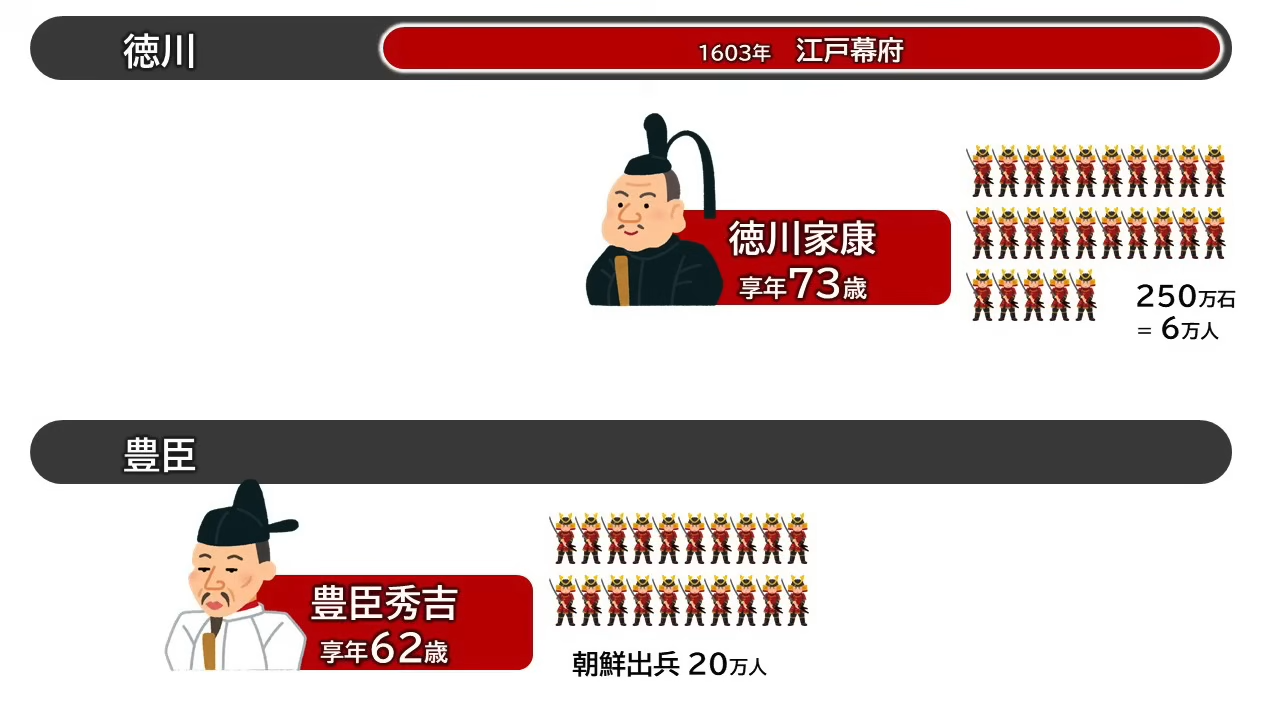 徳川
1603年 江戸幕府
徳川家康
享年73歳
250万石
= 6万人
豊臣
豊臣秀吉
享年62歳
朝鮮出兵 20万人